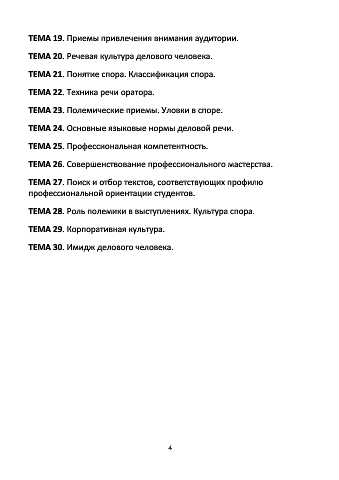 ТЕМА 19. Приемы привлечения внимания аудитории.
ТЕМА 20. Речевая культура делового человека.
ТЕМА 21. Понятие спора. Классификация спора.
ТЕМА 22. Техника речи оратора.
ТЕМА 23. Полемические приемы. Уловки в споре.
ТЕМА 24. Основные языковые нормы деловой речи.
ТЕМА 25. Профессиональная компетентность.
ТЕМА 26. Совершенствование профессионального мастерства.
ТЕМА 27. Поиск и отбор текстов, соответствующих профилю
профессиональной ориентации студентов.
ТЕМА 28. Роль полемики в выступлениях. Культура спора.
ТЕМА 29. Корпоративная культура.
ТЕМА 30. Имидж делового человека.
4